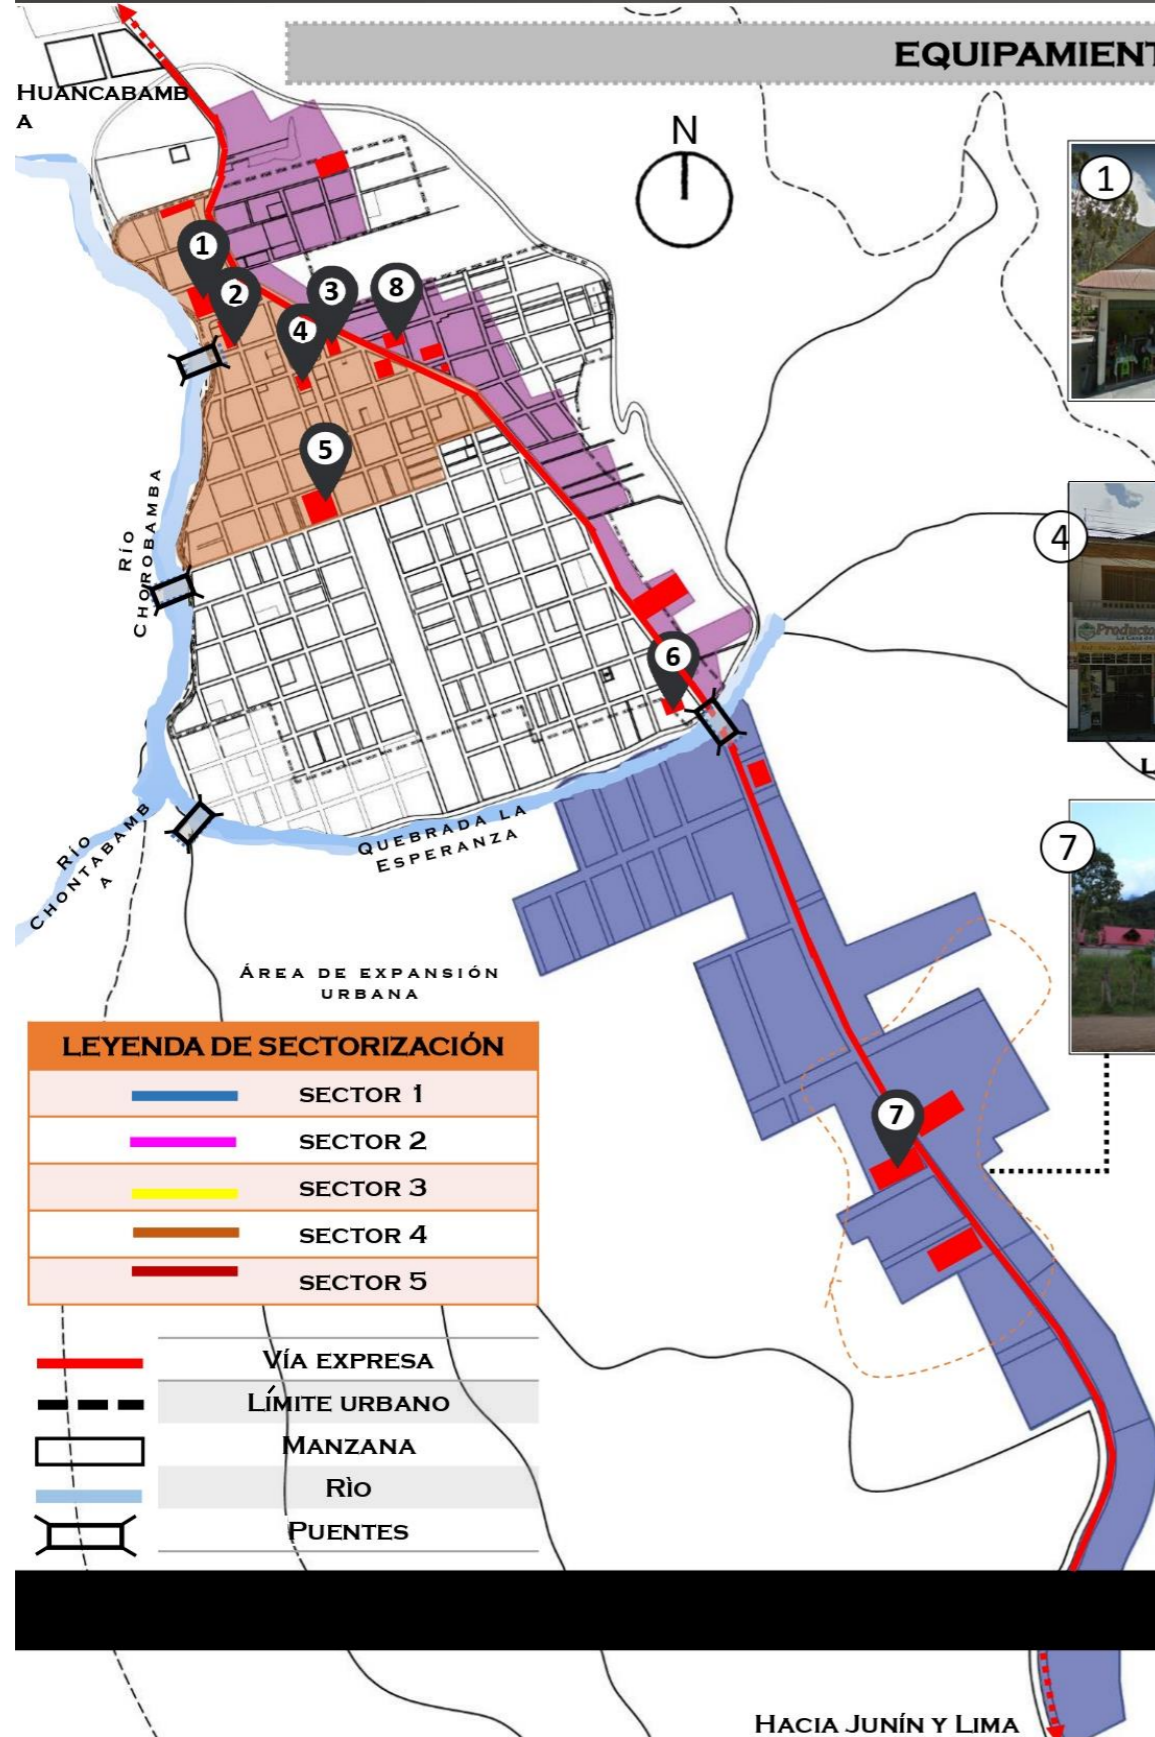 EQUIPAMIENT
HUANCABAMB
A
N
1
1
2
3
8
4
5
RÍO
CHOROBAMBA
4
Producto
6
L
RÍO
CHONTABAMB
A
QUEBRADA LA
ESPERANZA
7
ÁREA DE EXPANSIÓN
URBANA
LEYENDA DE SECTORIZACIÓN
SECTOR 1
SECTOR 2
SECTOR 3
SECTOR 4
SECTOR 5
7
VÍA EXPRESA
LÍMITE URBANO
MANZANA
RÌO
PUENTES
HACIA JUNÍN Y LIMA